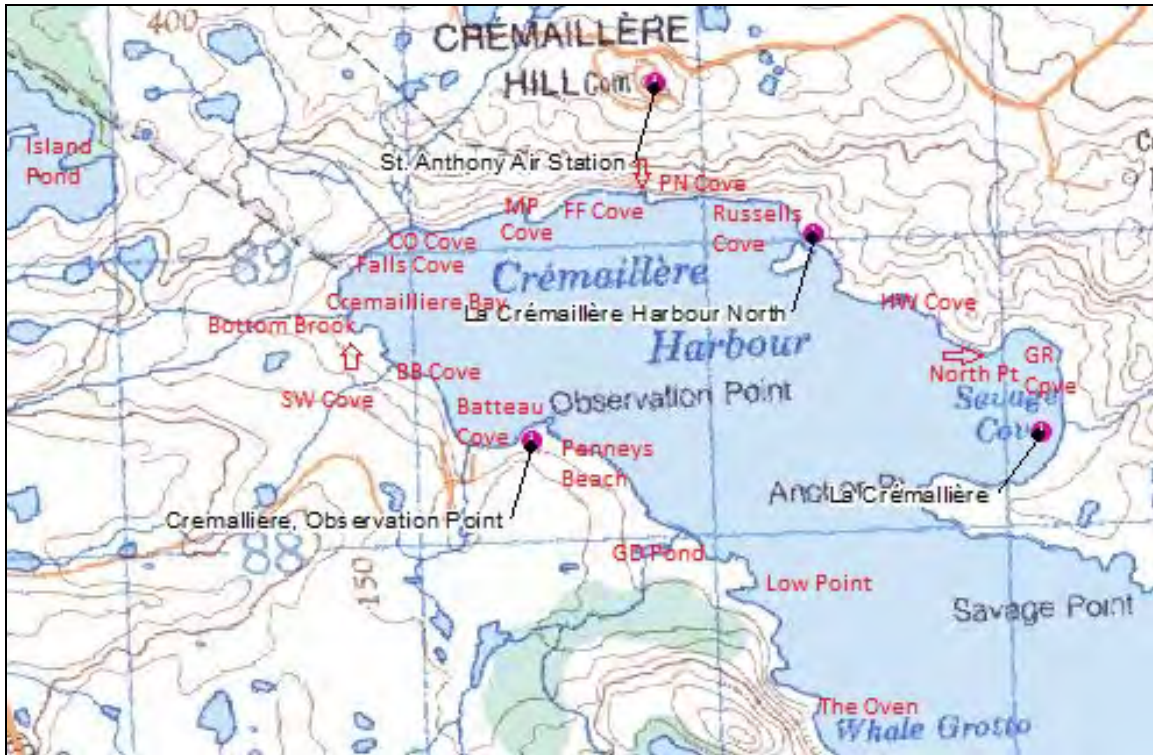 400
CRÉMAILLÈRE
HILL Com
Island
Pond
St. Anthony Air Station
PN Cove
MP
Cove
FF Cove
Russells
Cove
CO Cove
89
Falls Cove
Crémaillère
Cremailliere Bay
HW Cove
La Crémaillère Harbour North
Bottom Brook
Harbour
GR
Cove
North Pt
BB Cove
SW Cove
Observation Point
Savage
Cove
Batteau
Cove
Panneys
Beach
La Crémallière
Cremalliere, Observation Point
88
150
GD Pond
Low Point
Savage Point
The Oven
Whale Grotto